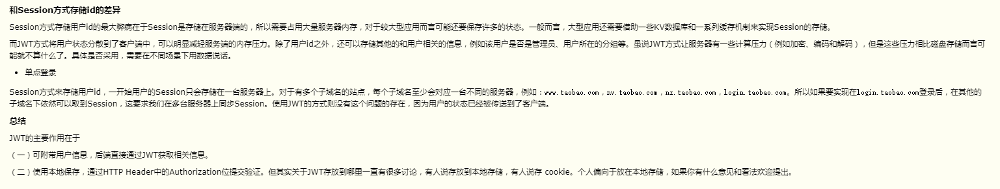 和Session方式存储id的差异
Session方式存储用户id的最大弊病在于Session是存储在服务器端的，所以需要占用大量服务器内存，对于较大型应用而言可能还要保存许多的状态。一般而言，大型应用还需要借助一些KV数据库和一系列缓存机制来实现Session的存储。
而JWT方式将用户状态分散到了客户端中，可以明显减轻服务端的内存压力。除了用户id之外，还可以存储其他的和用户相关的信息，例如该用户是否是管理员、用户所在的分组等。虽说JWT方式让服务器有一些计算压力（例如加密、编码和解码），但是这些压力相比磁盘存储而言可
能就不算什么了。具体是否采用，需要在不同场景下用数据说话。
• 单点登录
Session方式来存储用户id，一开始用户的Session只会存储在一台服务器上。对于有多个子域名的站点，每个子域名至少会对应一台不同的服务器，例如：www.taobao.com，nv.taobao.com，nz.taobao.com，login.taobao.com。所以如果要实现在login.taobao.com登录后，在其他的
子域名下依然可以取到Session，这要求我们在多台服务器上同步Session。使用JWT的方式则没有这个问题的存在，因为用户的状态已经被传送到了客户端。
总结
JWT的主要作用在于
（一）可附带用户信息，后端直接通过JWT获取相关信息。
（二）使用本地保存，通过HTTP Header中的Authorization位提交验证。但其实关于JWT存放到哪里一直有很多讨论，有人说存放到本地存储，有人说存 cookie。个人偏向于放在本地存储，如果你有什么意见和看法欢迎提出。